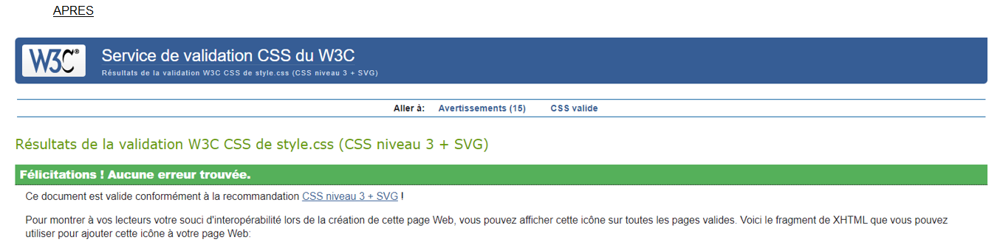 APRES
W3C®
Service de validation CSS du W3C
Résultats de la validation W3C CSS de style.css (CSS niveau 3 + SVG)
Aller à: Avertissements (15) CSS valide
Résultats de la validation W3C CSS de style.css (CSS niveau 3 + SVG)
Félicitations ! Aucune erreur trouvée.
Ce document est valide conformément à la recommandation CSS niveau 3 + SVG !
Pour montrer à vos lecteurs votre souci d'interopérabilité lors de la création de cette page Web, vous pouvez afficher cette icône sur toutes les pages valides. Voici le fragment de XHTML que vous pouvez
utiliser pour ajouter cette icône à votre page Web: